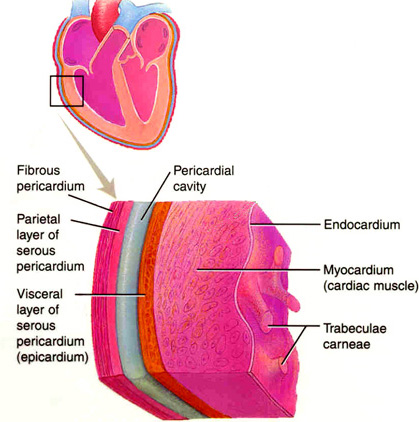 Fibrous
pericardium
Pericardial
cavity
Parietal
layer of
serous
pericardium
Visceral
layer of
serous
pericardium
(epicardium)
Endocardium
Myocardium
(cardiac muscle)
Trabeculae
carneae